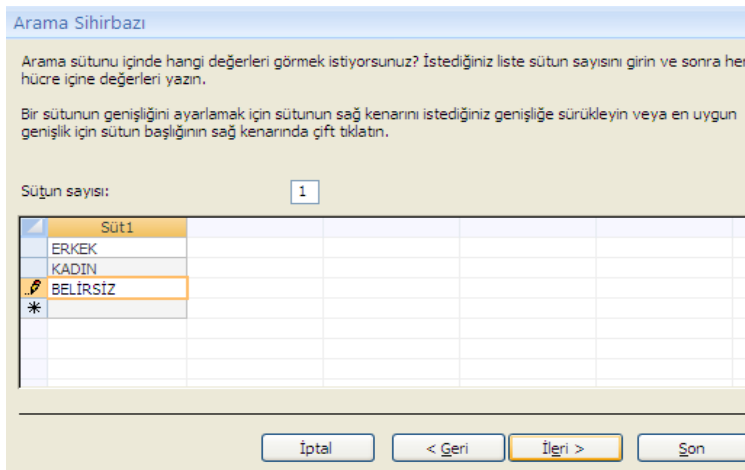 Arama Sihirbazı
Arama sütunu içinde hangi değerleri görmek istiyorsunuz? İstediğiniz liste sütun sayısını girin ve sonra her
hücre içine değerleri yazın.
Bir sütunun genişliğini ayarlamak için sütunun sağ kenarını istediğiniz genişliğe sürükleyin veya en uygun
genişlik için sütun başlığının sağ kenarında çift tıklatın.
Sütun sayısı: 1
Süt1
ERKEK
KADIN
BELİRSİZ
İptal < Geri İleri > Son